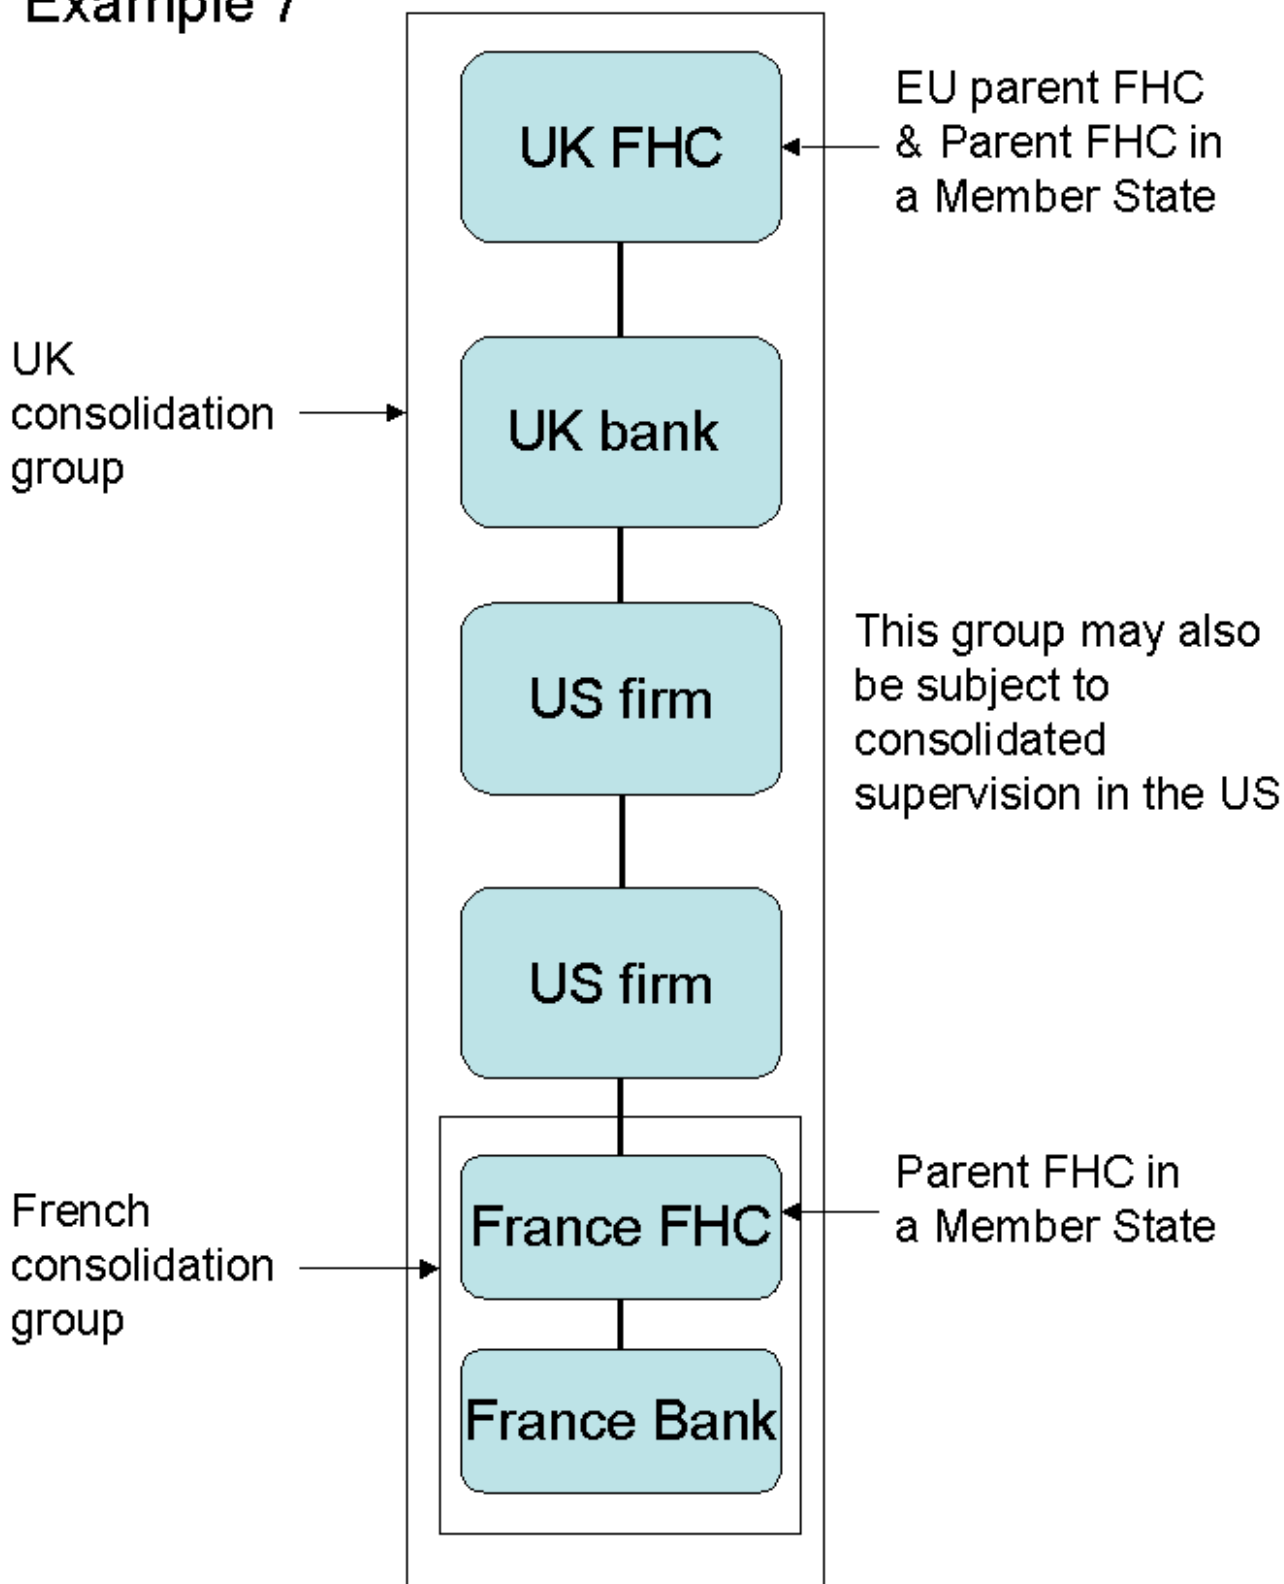 Example 7
UK FHC
EU parent FHC
& Parent FHC in
a Member State
UK
consolidation
group
UK bank
US firm
This group may also
be subject to
consolidated
supervision in the US
US firm
French
consolidation
group
France FHC
Parent FHC in
a Member State
France Bank